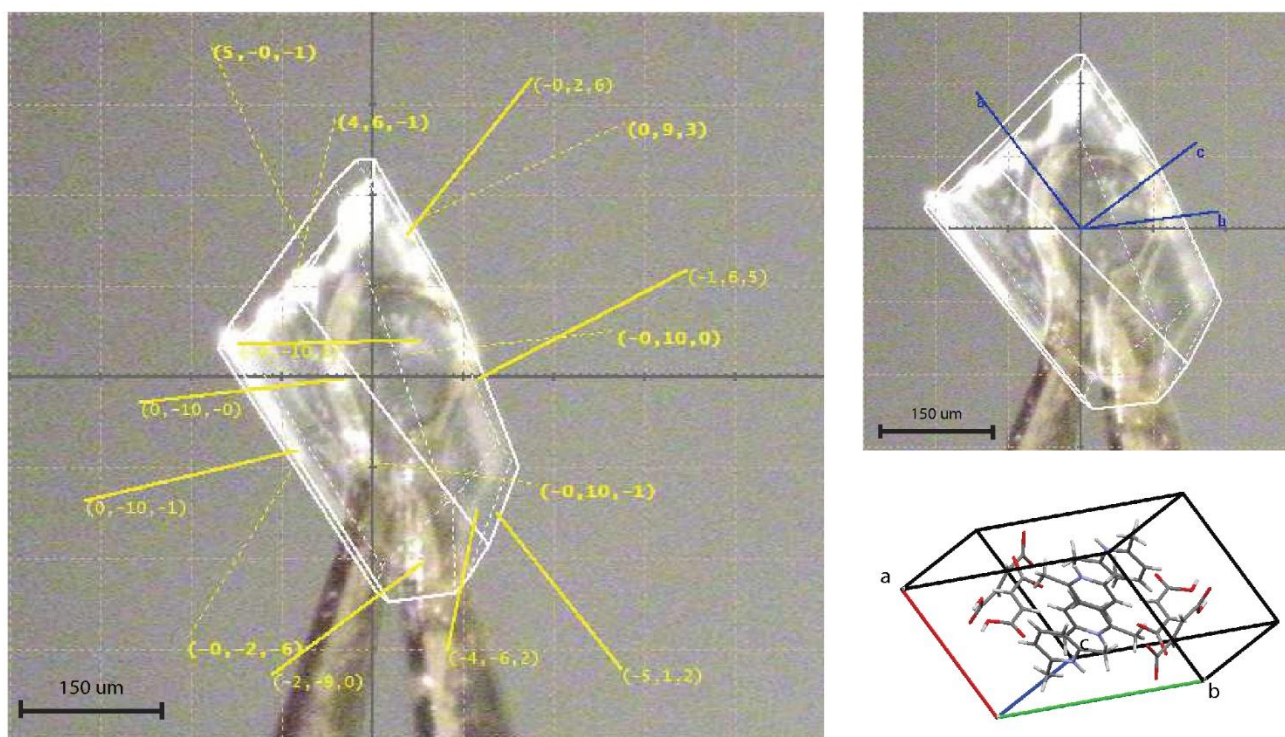 (5,-0,-1)
(4,6,-1)
(-0,2,6)
(0,9,3)
(-1,6,5)
(-0,10,0)
(0,-10,-0)
(0,-10,-1)
(-0,10,-1)
(-0,-2,-6)
(-2,-9,0)
(-4,-6,2)
(-5,1,2)
150 um
a
c
b
150 um
a
c
b